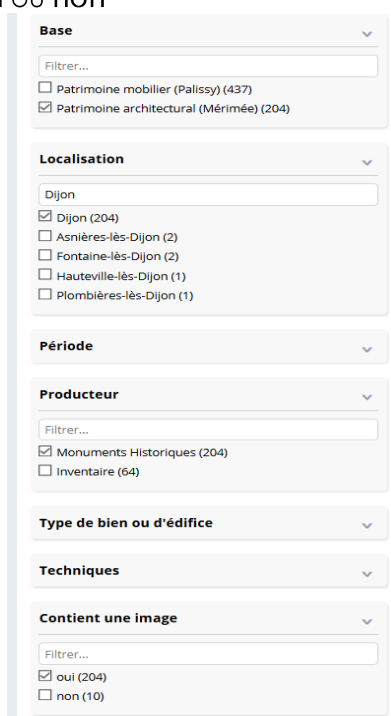 ou non
Base
Filtrer...
Patrimoine mobilier (Palissy) (437)
Patrimoine architectural (Mérimée) (204)
Localisation
Dijon
Dijon (204)
Asnières-lès-Dijon (2)
Fontaine-lès-Dijon (2)
Hauteville-lès-Dijon (1)
Plombières-lès-Dijon (1)
Période
Producteur
Filtrer...
Monuments Historiques (204)
Inventaire (64)
Type de bien ou d'édifice
Techniques
Contient une image
Filtrer...
oui (204)
non (10)